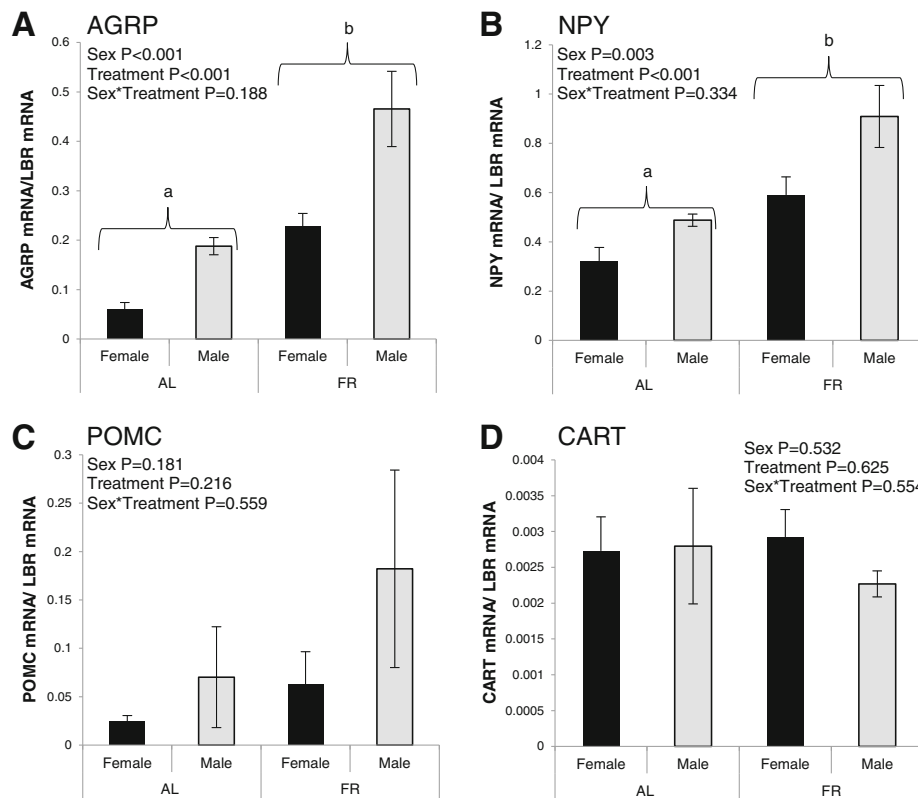 A AGRP
Sex P<0.001
Treatment P<0.001
Sex*Treatment P=0.188
a
b
AGRP mRNA/LBR mRNA
0.6
0.5
0.4
0.3
0.2
0.1
0
Female Male Female Male
AL FR
B NPY
Sex P=0.003
Treatment P<0.001
Sex*Treatment P=0.334
a
b
NPY mRNA/ LBR mRNA
1.2
1
0.8
0.6
0.4
0.2
0
Female Male Female Male
AL FR
C POMC
Sex P=0.181
Treatment P=0.216
Sex*Treatment P=0.559
POMC mRNA/ LBR mRNA
0.3
0.25
0.2
0.15
0.1
0.05
0
Female Male Female Male
AL FR
D CART
Sex P=0.532
Treatment P=0.625
Sex*Treatment P=0.554
CART mRNA/ LBR mRNA
0.004
0.0035
0.003
0.0025
0.002
0.0015
0.001
0.0005
0
Female Male Female Male
AL FR